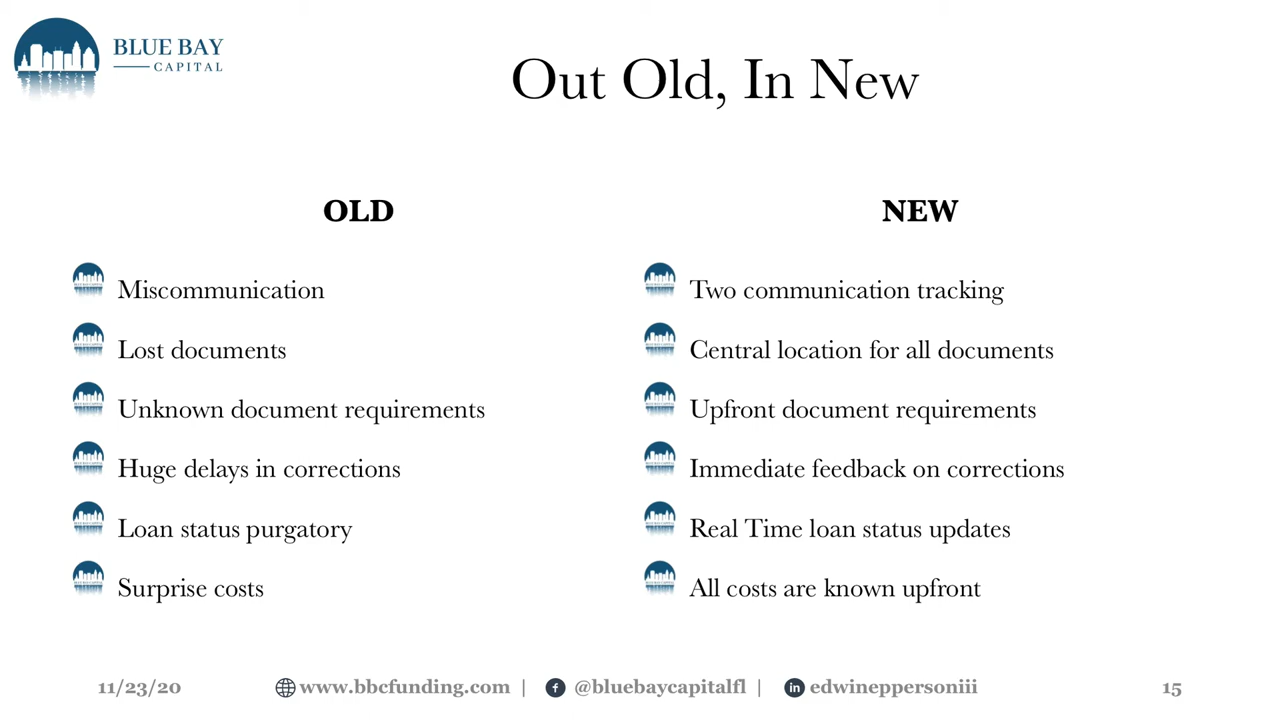 BLUE BAY
CAPITAL
Out Old, In New
OLD
Miscommunication
Lost documents
Unknown document requirements
Huge delays in corrections
Loan status purgatory
Surprise costs
NEW
Two communication tracking
Central location for all documents
Upfront document requirements
Immediate feedback on corrections
Real Time loan status updates
All costs are known upfront
11/23/20 www.bbcfunding.com | @bluebaycapitalfl | edwineppersoniii 15